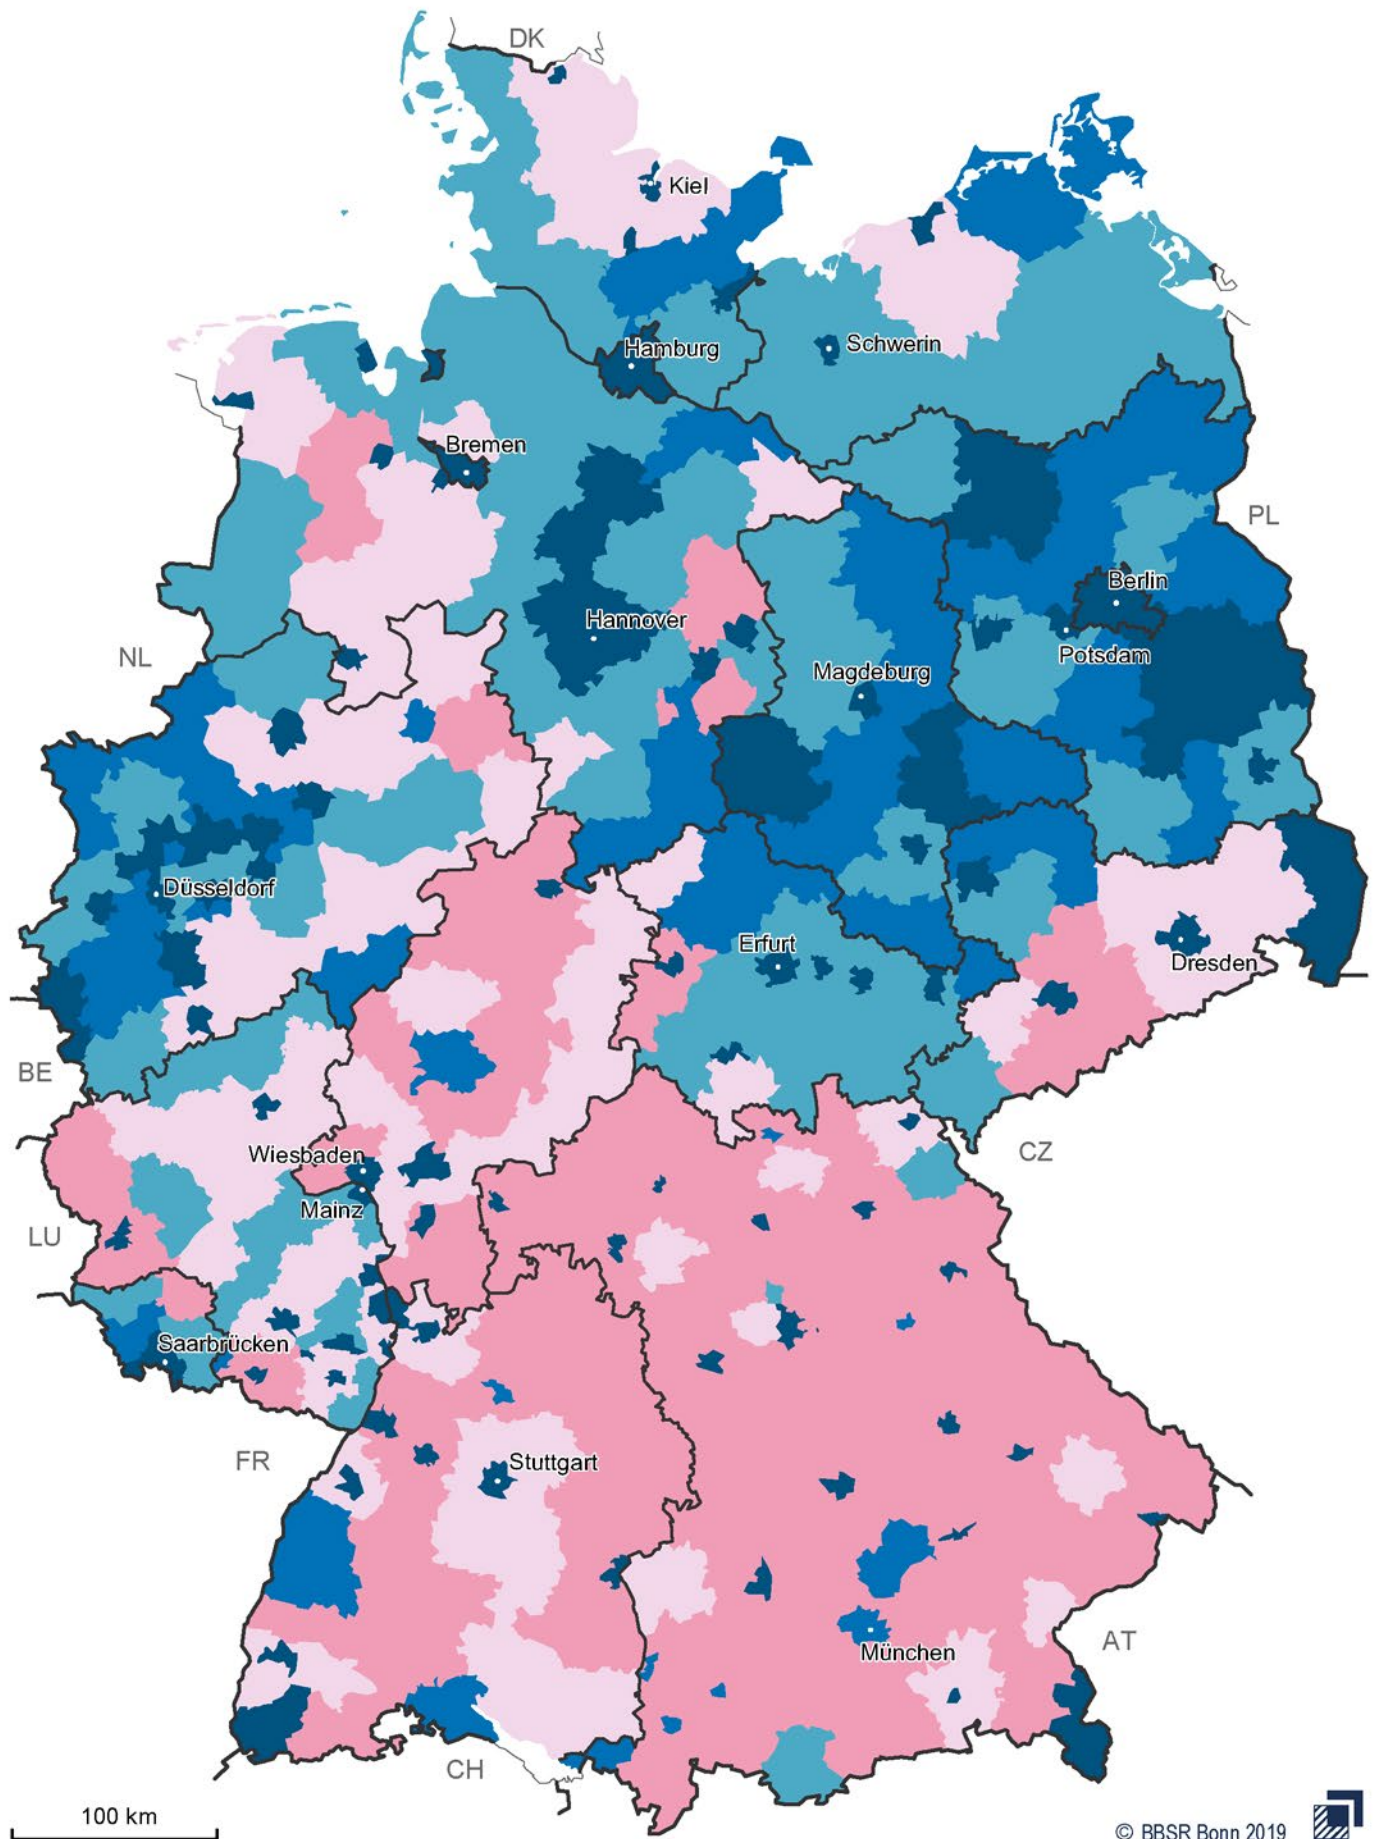 DK
Kiel
Hamburg
Schwerin
Bremen
PL
Berlin
Hannover
NL
Potsdam
Magdeburg
Düsseldorf
Erfurt
Dresden
BE
Wiesbaden
CZ
Mainz
LU
Saarbrücken
FR
Stuttgart
AT
München
CH
100 km
© BBSR Bonn 2019